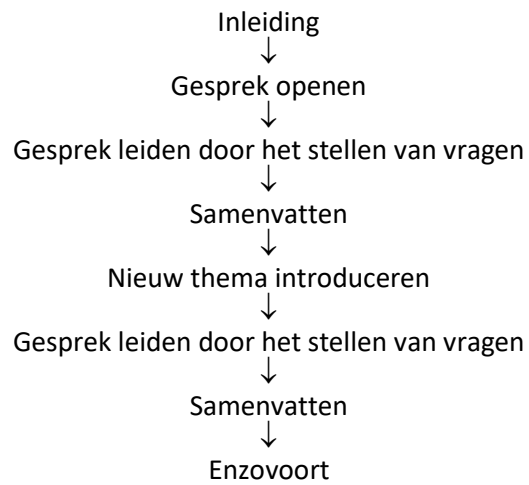 Inleiding
↓
Gesprek openen
↓
Gesprek leiden door het stellen van vragen
↓
Samenvatten
↓
Nieuw thema introduceren
↓
Gesprek leiden door het stellen van vragen
↓
Samenvatten
↓
Enzovoort